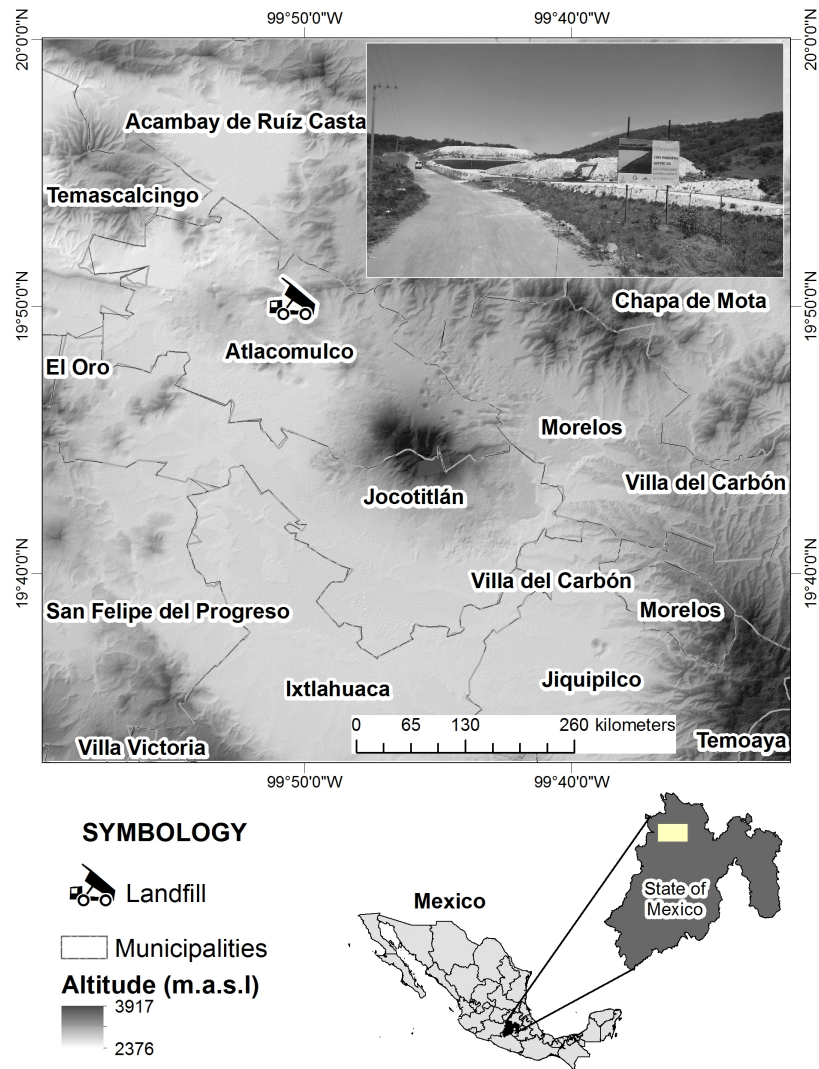 99°50'0"W
99°40'0"W
20°0'0"N
20°0'0"N
Acambay de Ruíz Casta
Temascalcingo
19°50'0"N
Chapa de Mota
19°50'0"N
Atlacomulco
El Oro
Morelos
Villa del Carbón
Jocotitlán
19°40'0"N
Villa del Carbón
19°40'0"N
San Felipe del Progreso
Morelos
Ixtlahuaca
Jiquipilco
0 65 130 260 kilometers
Villa Victoria
Temoaya
99°50'0"W
99°40'0"W
SYMBOLOGY
Landfill
Municipalities
Altitude (m.a.s.l)
3917
2376
Mexico
State of
Mexico